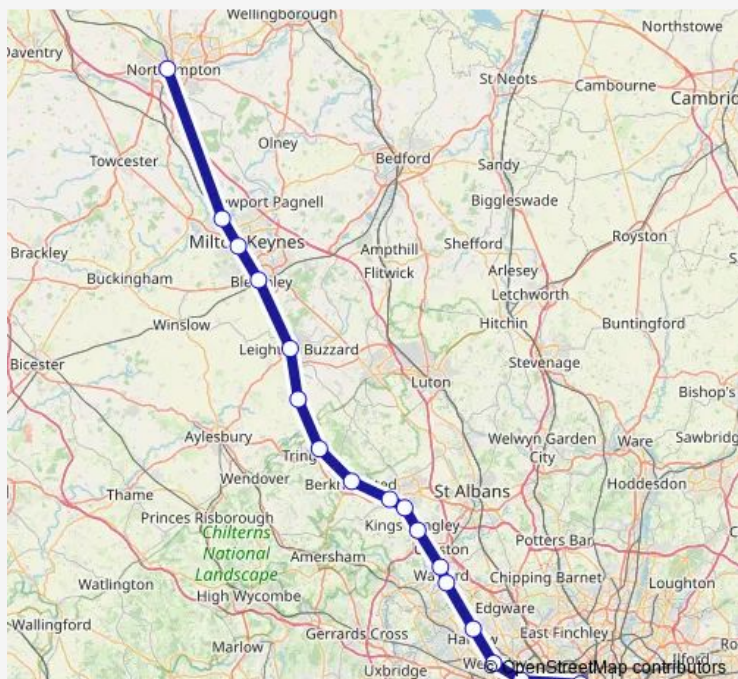 Wellingborough
Northstowe
Daventry
Northampton
St Neots
Cambourne
Cambrid
Olney
Bedford
Towcester
Sandy
wport Pagnell
Biggleswade
Royston
Milton Keynes
Shefford
Brackley
Ampthill
Buckingham
Flitwick
Arlesey
Bletchley
Letchworth
Winslow
Hitchin
Buntingford
Leighton Buzzard
Bicester
Stevenage
Luton
Bishop's
Aylesbury
Welwyn Garden
City
Ware
Sawbridg
Tring
Wendover
Hoddesdon
Thame
Berkhamsted
St Albans
Princes Risborough
Kings Langley
Chilterns
National
Landscape
Amersham
Potters Bar
Watlington
Watford
Chipping Barnet
Loughton
High Wycombe
Edgware
Wallingford
Gerrards Cross
East Finchley
Marlow
Uxbridge
Ilford
Ro
© OpenStreetMap contributors